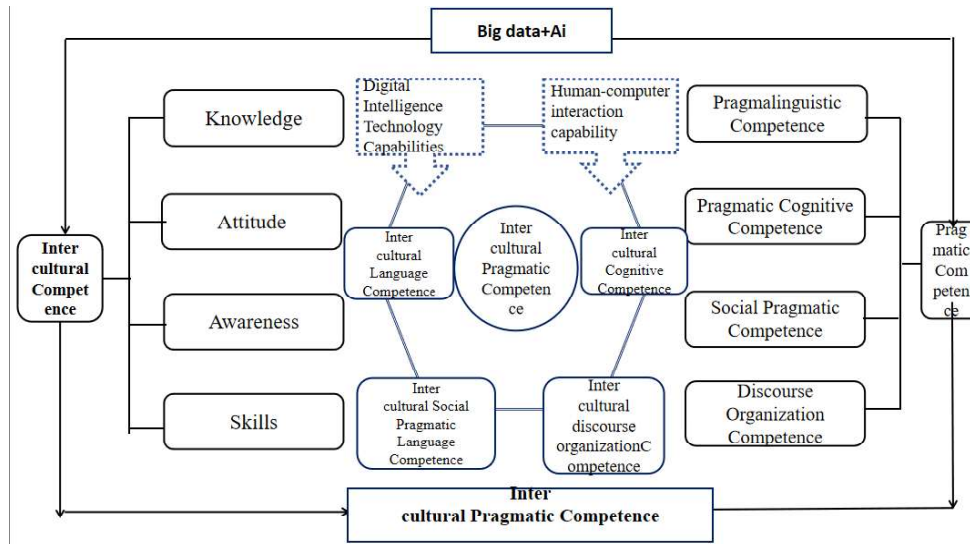 Big data+Ai
Digital
Intelligence
Technology
Capabilities
Human-computer
interaction
capability
Knowledge
Attitude
Awareness
Skills
Inter
cultural
Compet
ence
Inter
cultural
Language
Competence
Inter
cultural
Pragmatic
Competen
ce
Inter
cultural
Cognitive
Competence
Inter
cultural Social
Pragmatic
Language
Competence
Inter
cultural
discourse
organizationC
ompetence
Pragmalinguistic
Competence
Pragmatic Cognitive
Competence
Social Pragmatic
Competence
Discourse
Organization
Competence
Prag
matic
Com
peten
ce
Inter
cultural Pragmatic Competence